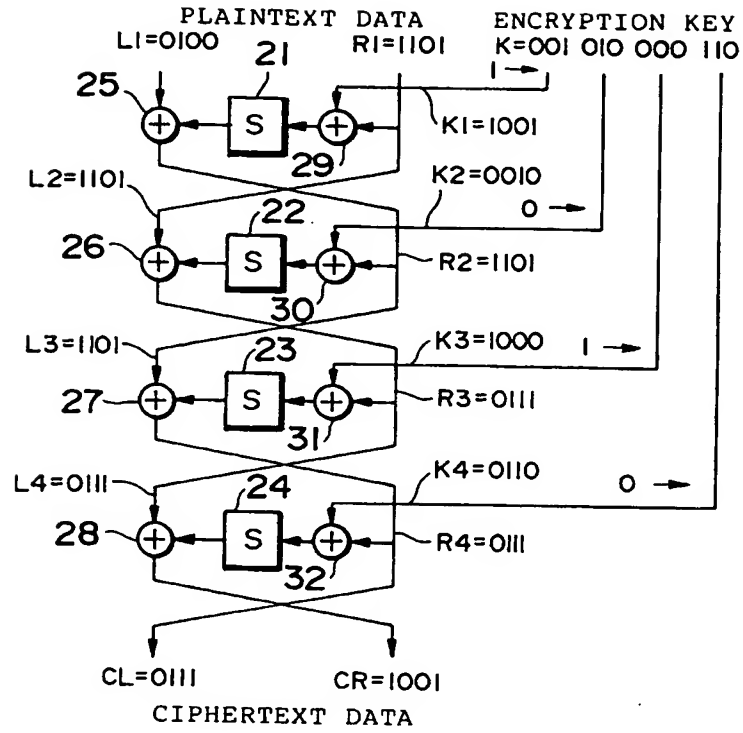 PLAINTEXT DATA
ENCRYPTION KEY
L1=0100
21
R1=1101
K=001 010 000 110
1
25
S
29
K1=1001
L2=1101
22
K2=0010
0
26
S
30
R2=1101
L3=1101
23
K3=1000
1
27
S
31
R3=0111
L4=0111
24
K4=0110
0
28
S
32
R4=0111
CL=0111
CR=1001
CIPHERTEXT DATA